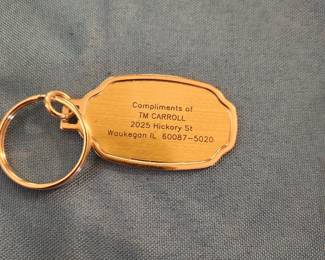 Compliments of
TM CARROLL
2025 Hickory St
Waukegan IL 60087-5020